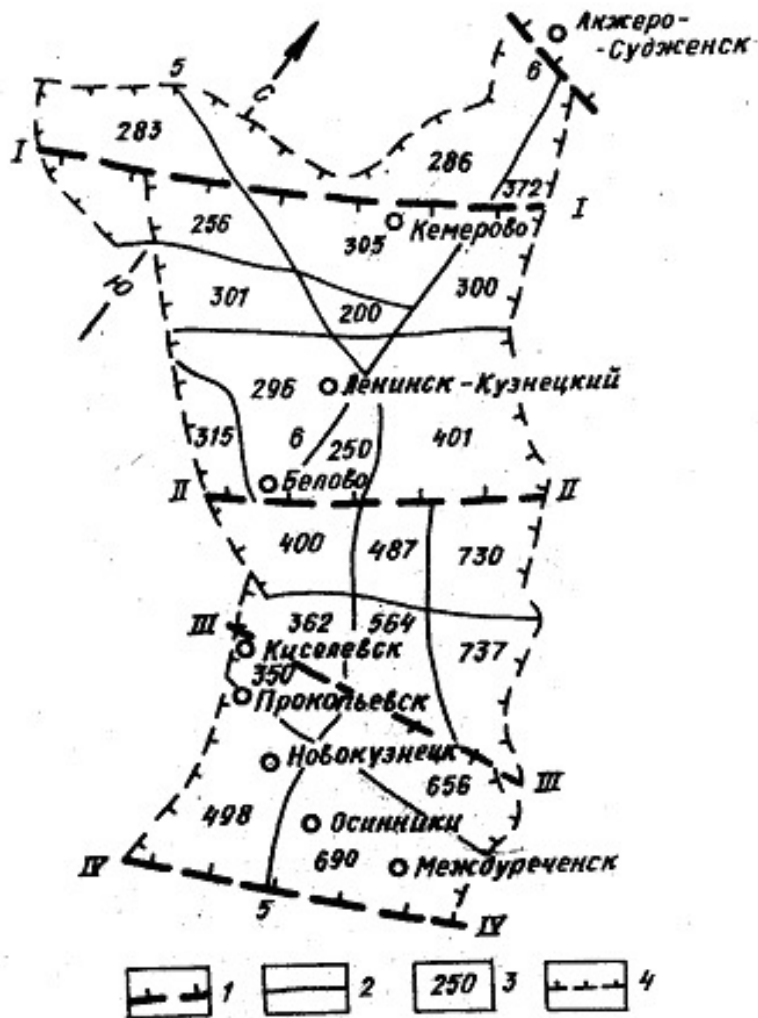 Анжеро-
-Судженск
6
5
С
283
286
I
372
I
256
305
Кемерово
Ю
301
200
300
296
Ленинск-Кузнецкий
315
6
250
401
Белово
II
II
400
487
730
III
362
564
Киселевск
737
350
Прокопьевск
Новокузнецк
656
III
498
Осинники
IV
690
Междуреченск
5
IV
1
2
250
3
4